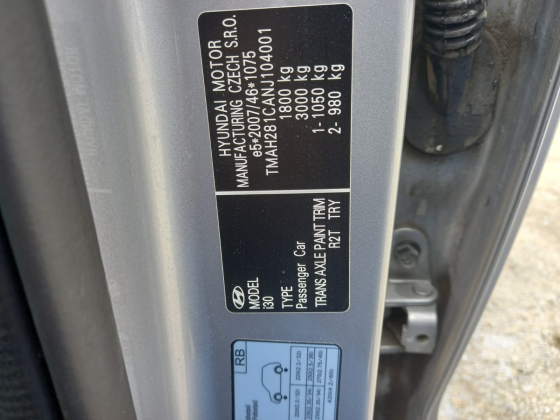 HYUNDAI MOTOR
MANUFACTURING CZECH S.R.O.
e5*2007/46*1075
TMAH281CANJ104001
1800 kg
3000 kg
1-1050 kg
2- 980 kg
MODEL
i30
TYPE
Passenger Car
TRANS AXLE PAINT TRIM
R2T TRY
RB